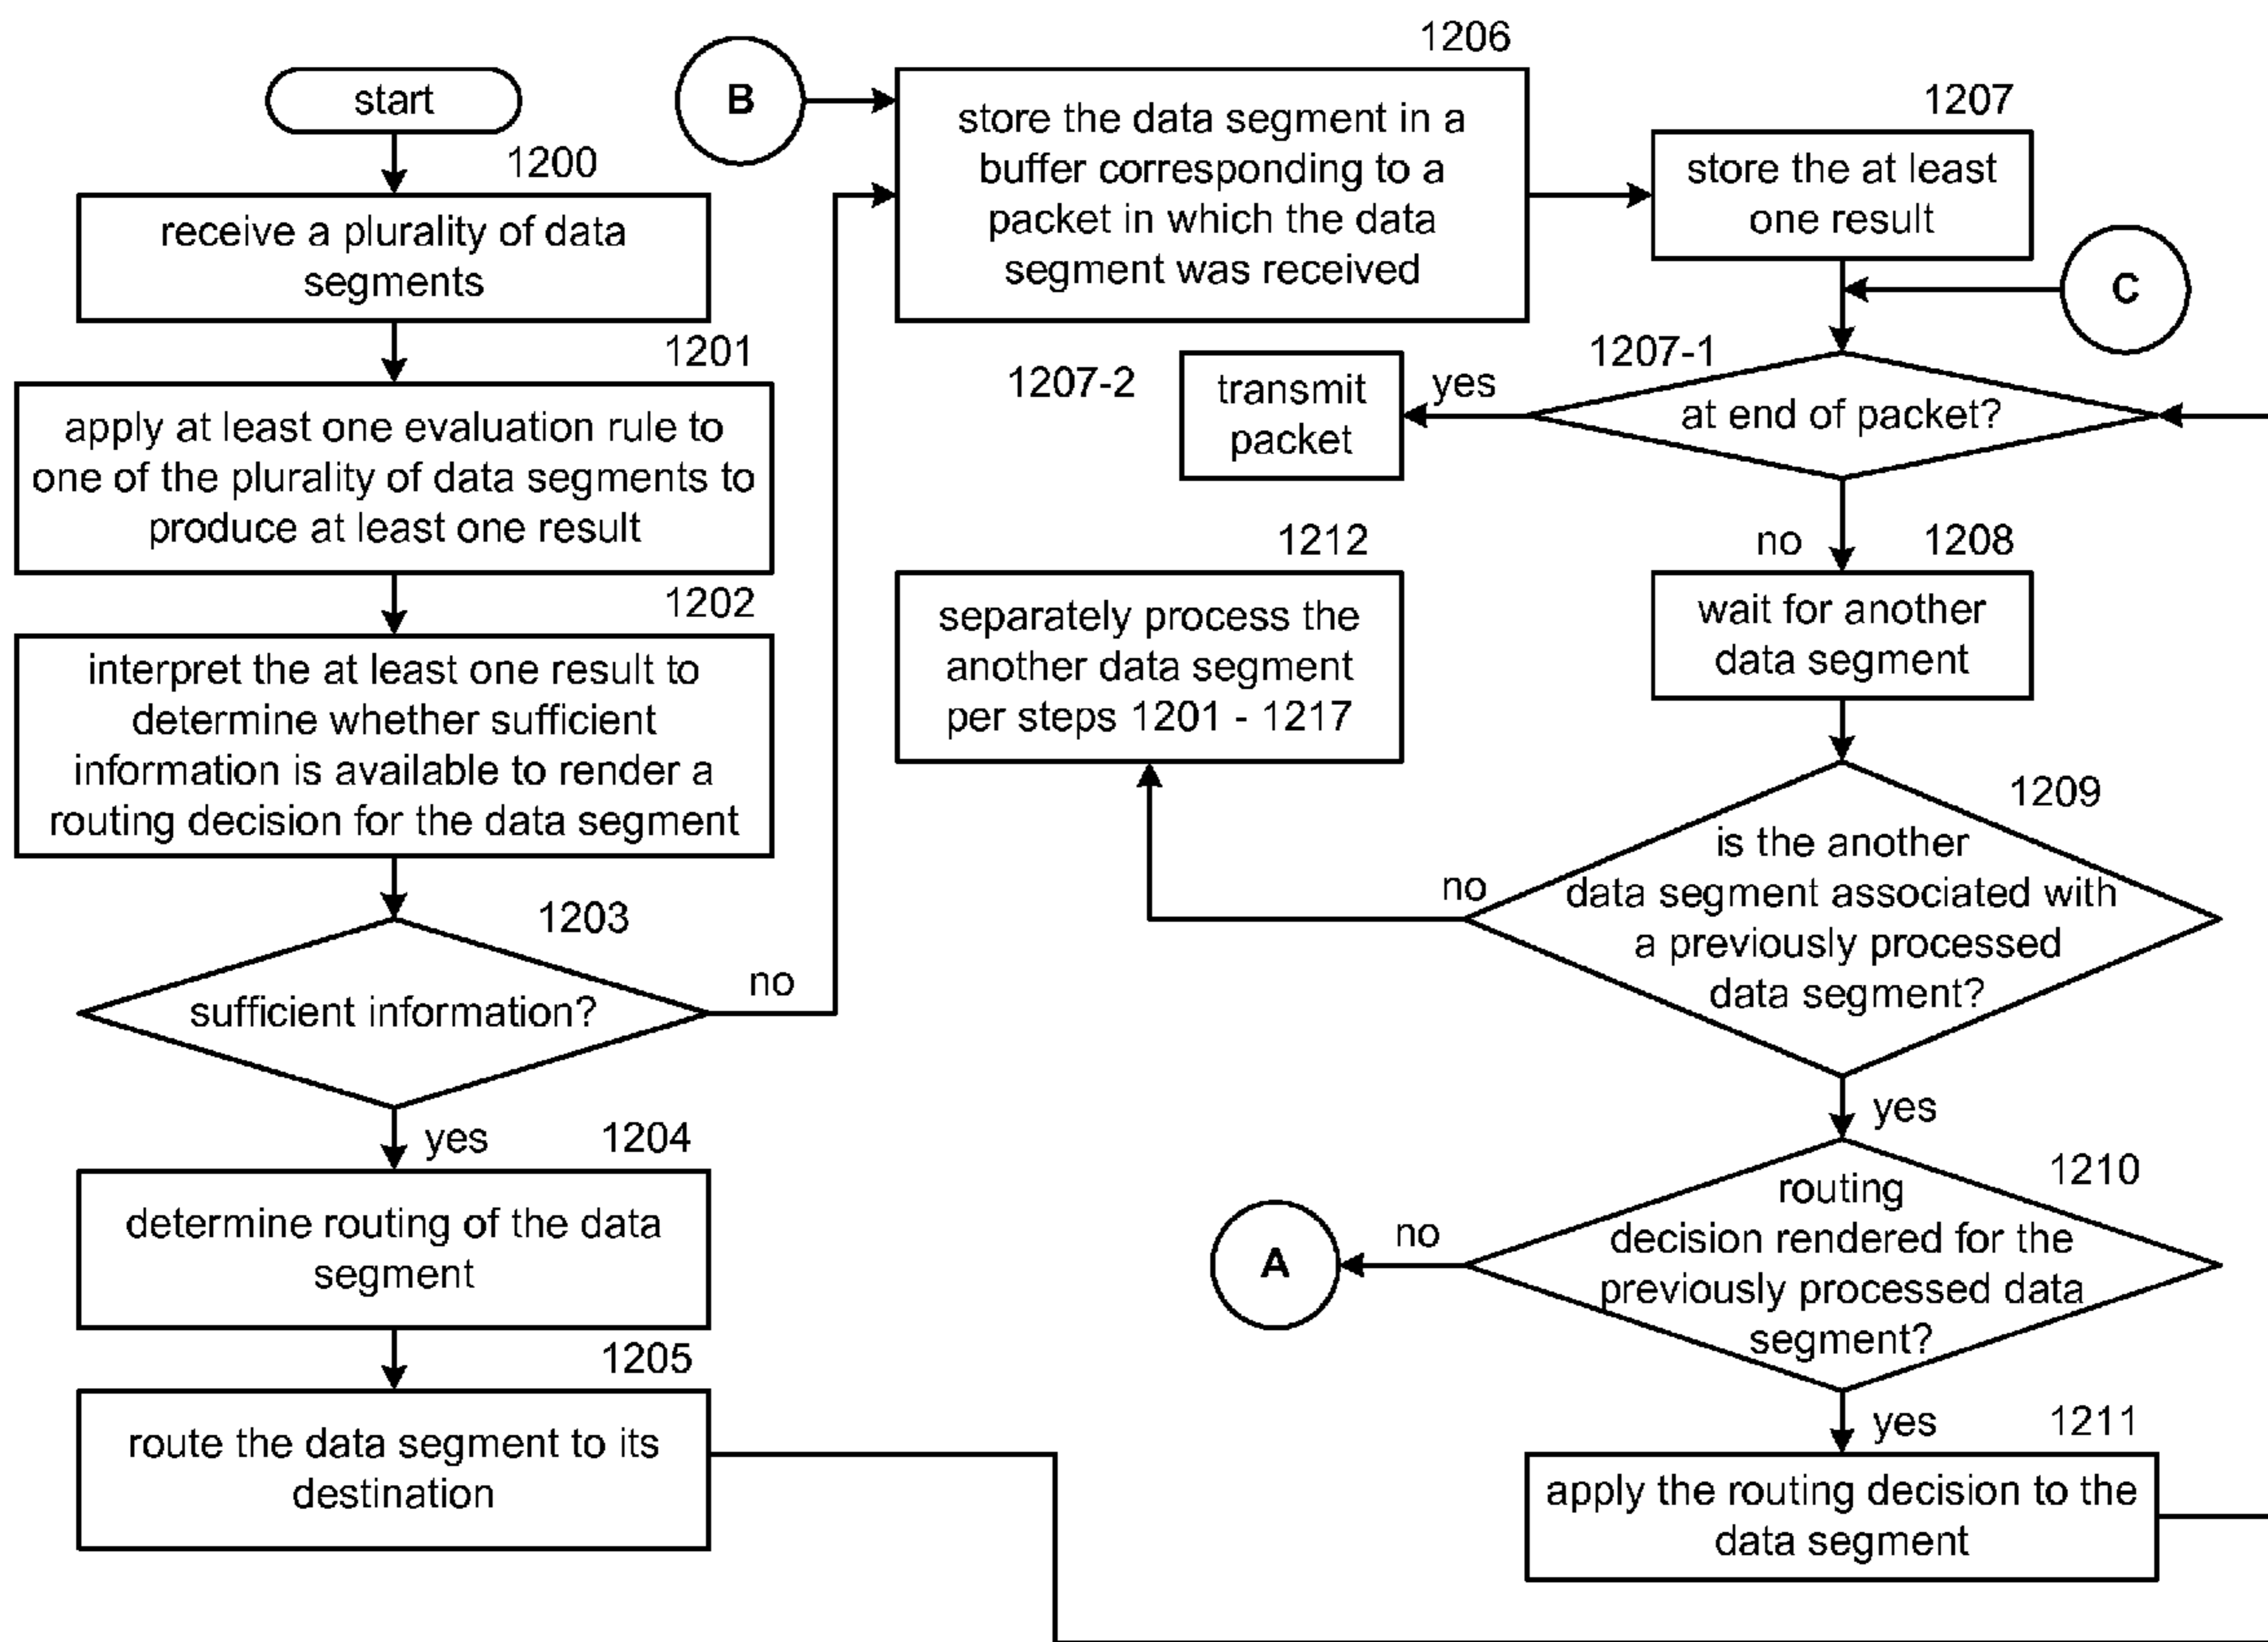 start
1200
receive a plurality of data
segments
1201
apply at least one evaluation rule to
one of the plurality of data segments to
produce at least one result
1202
interpret the at least one result to
determine whether sufficient
information is available to render a
routing decision for the data segment
1203
sufficient information?
no
yes
1204
determine routing of the data
segment
1205
route the data segment to its
destination
B
1206
store the data segment in a
buffer corresponding to a
packet in which the data
segment was received
1207
store the at least
one result
C
1207-1
at end of packet?
yes
1207-2
transmit
packet
no
1208
wait for another
data segment
1209
is the another
data segment associated with
a previously processed
data segment?
no
1212
separately process the
another data segment
per steps 1201 - 1217
yes
1210
routing
decision rendered for the
previously processed data
segment?
no
A
yes
1211
apply the routing decision to the
data segment